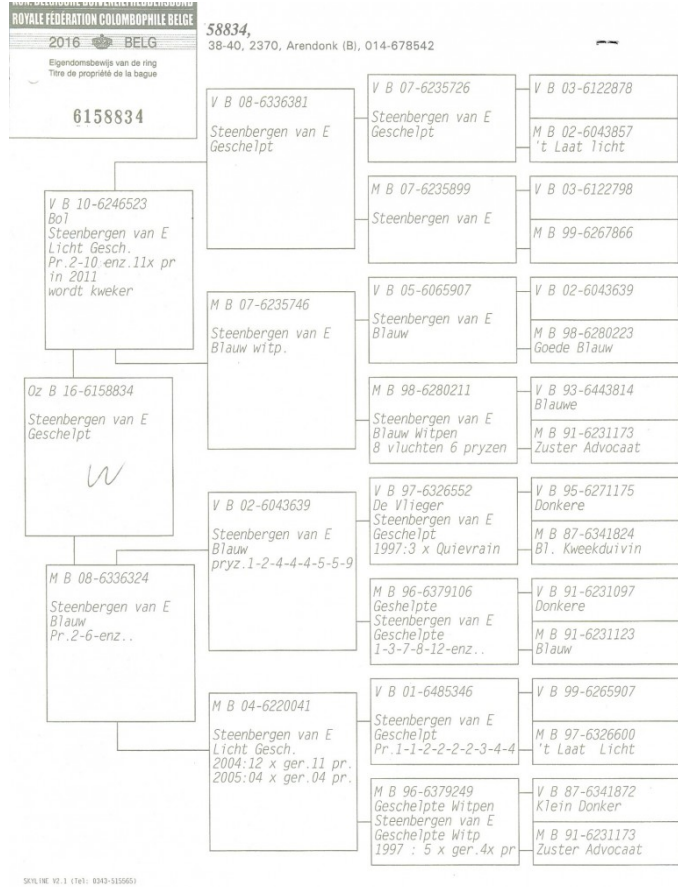 ROYALE FÉDÉRATION COLOMBOPHILE BELGE
2016 BELG
Eigendomsbewijs van de ring
Titre de propriété de la bague
6158834
58834,
38-40, 2370, Arendonk (B), 014-678542
V B 10-6246523
Bol
Steenbergen van E
Licht Gesch.
Pr.2-10 enz.11x pr
in 2011
wordt kweker
Oz B 16-6158834
Steenbergen van E
Geschelpt
W
M B 08-6336324
Steenbergen van E
Blauw
Pr.2-6-enz..
V B 08-6336381
Steenbergen van E
Geschelpt
M B 07-6235746
Steenbergen van E
Blauw witp.
V B 02-6043639
Steenbergen van E
Blauw
pryz.1-2-4-4-4-5-5-9
M B 04-6220041
Steenbergen van E
Licht Gesch.
2004:12 x ger.11 pr.
2005:04 x ger.04 pr.
V B 07-6235726
Steenbergen van E
Geschelpt
M B 07-6235899
Steenbergen van E
V B 05-6065907
Steenbergen van E
Blauw
M B 98-6280211
Steenbergen van E
Blauw Witpen
8 vluchten 6 pryzen
V B 97-6326552
De Vlieger
Steenbergen van E
Geschelpt
1997:3 x Quievrain
M B 96-6379106
Geshelpte
Steenbergen van E
Geschelpte
1-3-7-8-12-enz..
V B 01-6485346
Steenbergen van E
Geschelpt
Pr.1-1-2-2-2-2-3-4-4
M B 96-6379249
Geschelpte Witpen
Steenbergen van E
Geschelpte Witp
1997 : 5 x ger.4x pr
V B 03-6122878
M B 02-6043857
't Laat licht
V B 03-6122798
M B 99-6267866
V B 02-6043639
M B 98-6280223
Goede Blauw
V B 93-6443814
Blauwe
M B 91-6231173
Zuster Advocaat
V B 95-6271175
Donkere
M B 87-6341824
Bl. Kweekduivin
V B 91-6231097
Donkere
M B 91-6231123
Blauw
V B 99-6265907
M B 97-6326600
't Laat Licht
V B 87-6341872
Klein Donker
M B 91-6231173
Zuster Advocaat
SKYLINE V2.1 (Tel: 0343-515565)